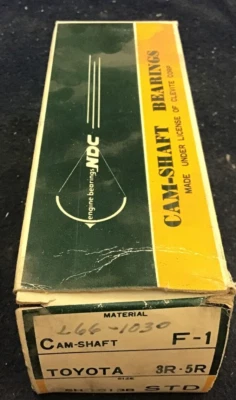 CAM-SHAFT BEARINGS
MADE UNDER LICENSE OF CLEVITE CORP.
engine bearings NDC
MATERIAL
L66-1030
CAM-SHAFT F-1
TOYOTA 3R·5R
SIZE
STD